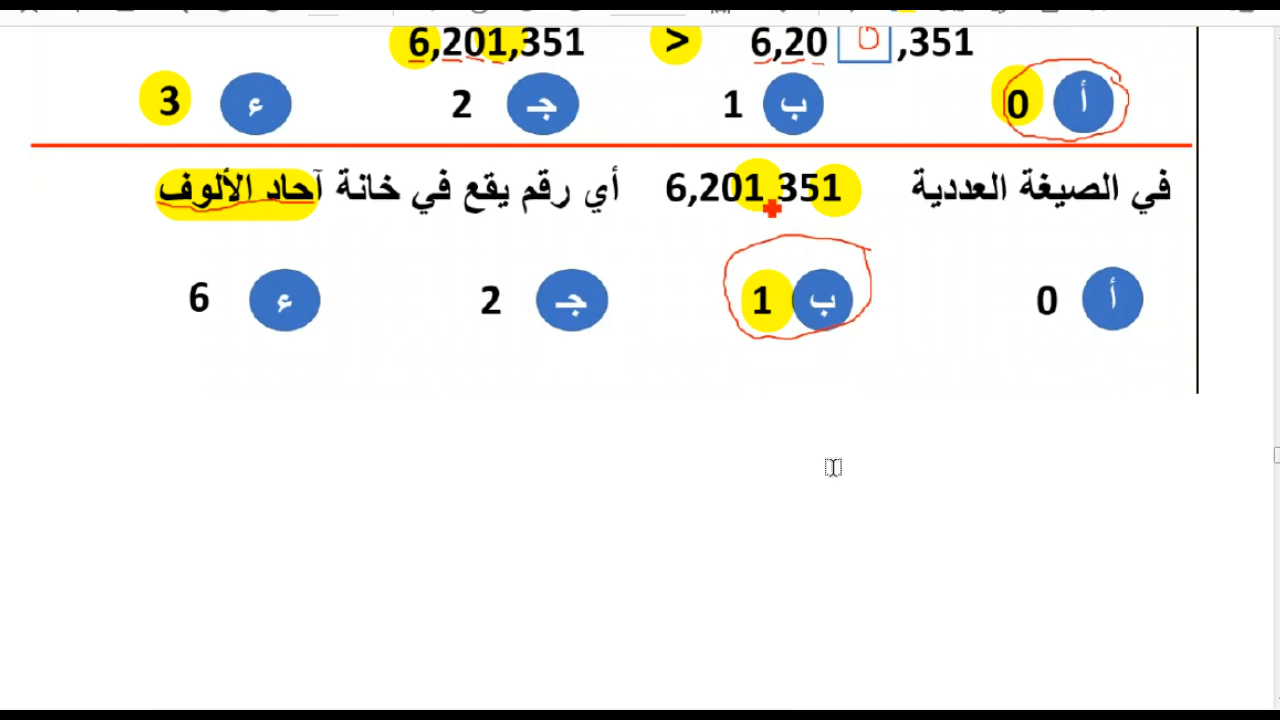 6,201,351 > 6,20 0 ,351
أ 0 ب 1 جـ 2 ء 3
في الصيغة العددية 6,201,351 أي رقم يقع في خانة آحاد الألوف
أ 0 ب 1 جـ 2 ء 6